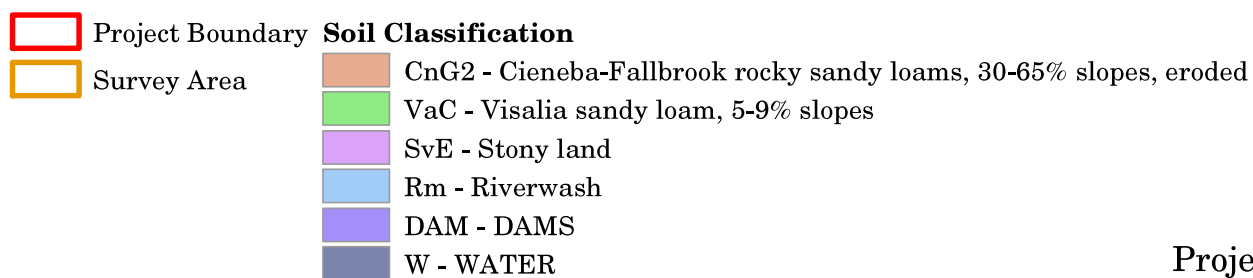 Project Boundary
Survey Area
Soil Classification
CnG2 - Cieneba-Fallbrook rocky sandy loams, 30-65% slopes, eroded
VaC - Visalia sandy loam, 5-9% slopes
SvE - Stony land
Rm - Riverwash
DAM - DAMS
W - WATER
Proje